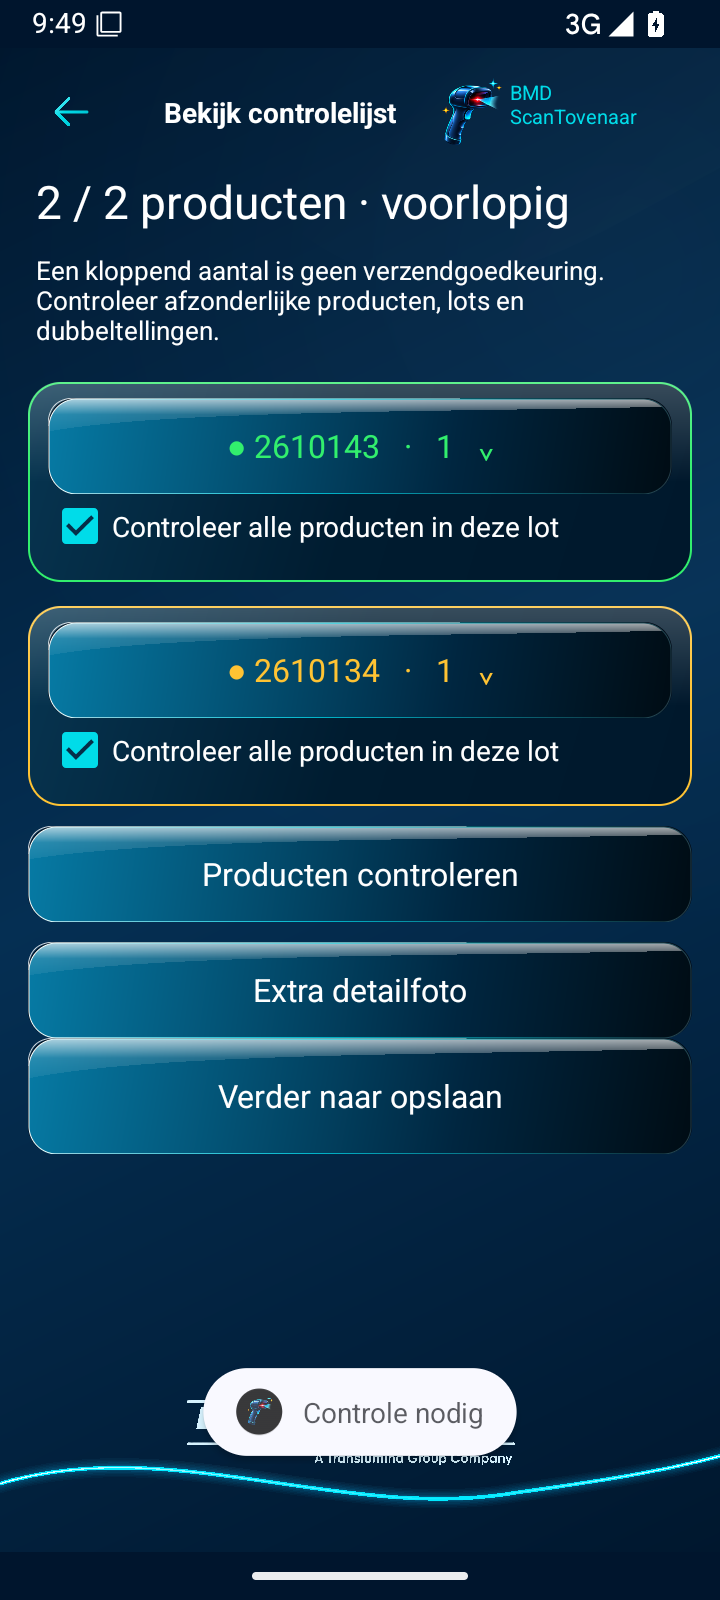 9:49
3G
Bekijk controlelijst
BMD
ScanTovenaar
2 / 2 producten · voorlopig
Een kloppend aantal is geen verzendgoedkeuring.
Controleer afzonderlijke producten, lots en
dubbeltellingen.
2610143 · 1
Controleer alle producten in deze lot
2610134 · 1
Controleer alle producten in deze lot
Producten controleren
Extra detailfoto
Verder naar opslaan
Controle nodig
A Translumind Group Company